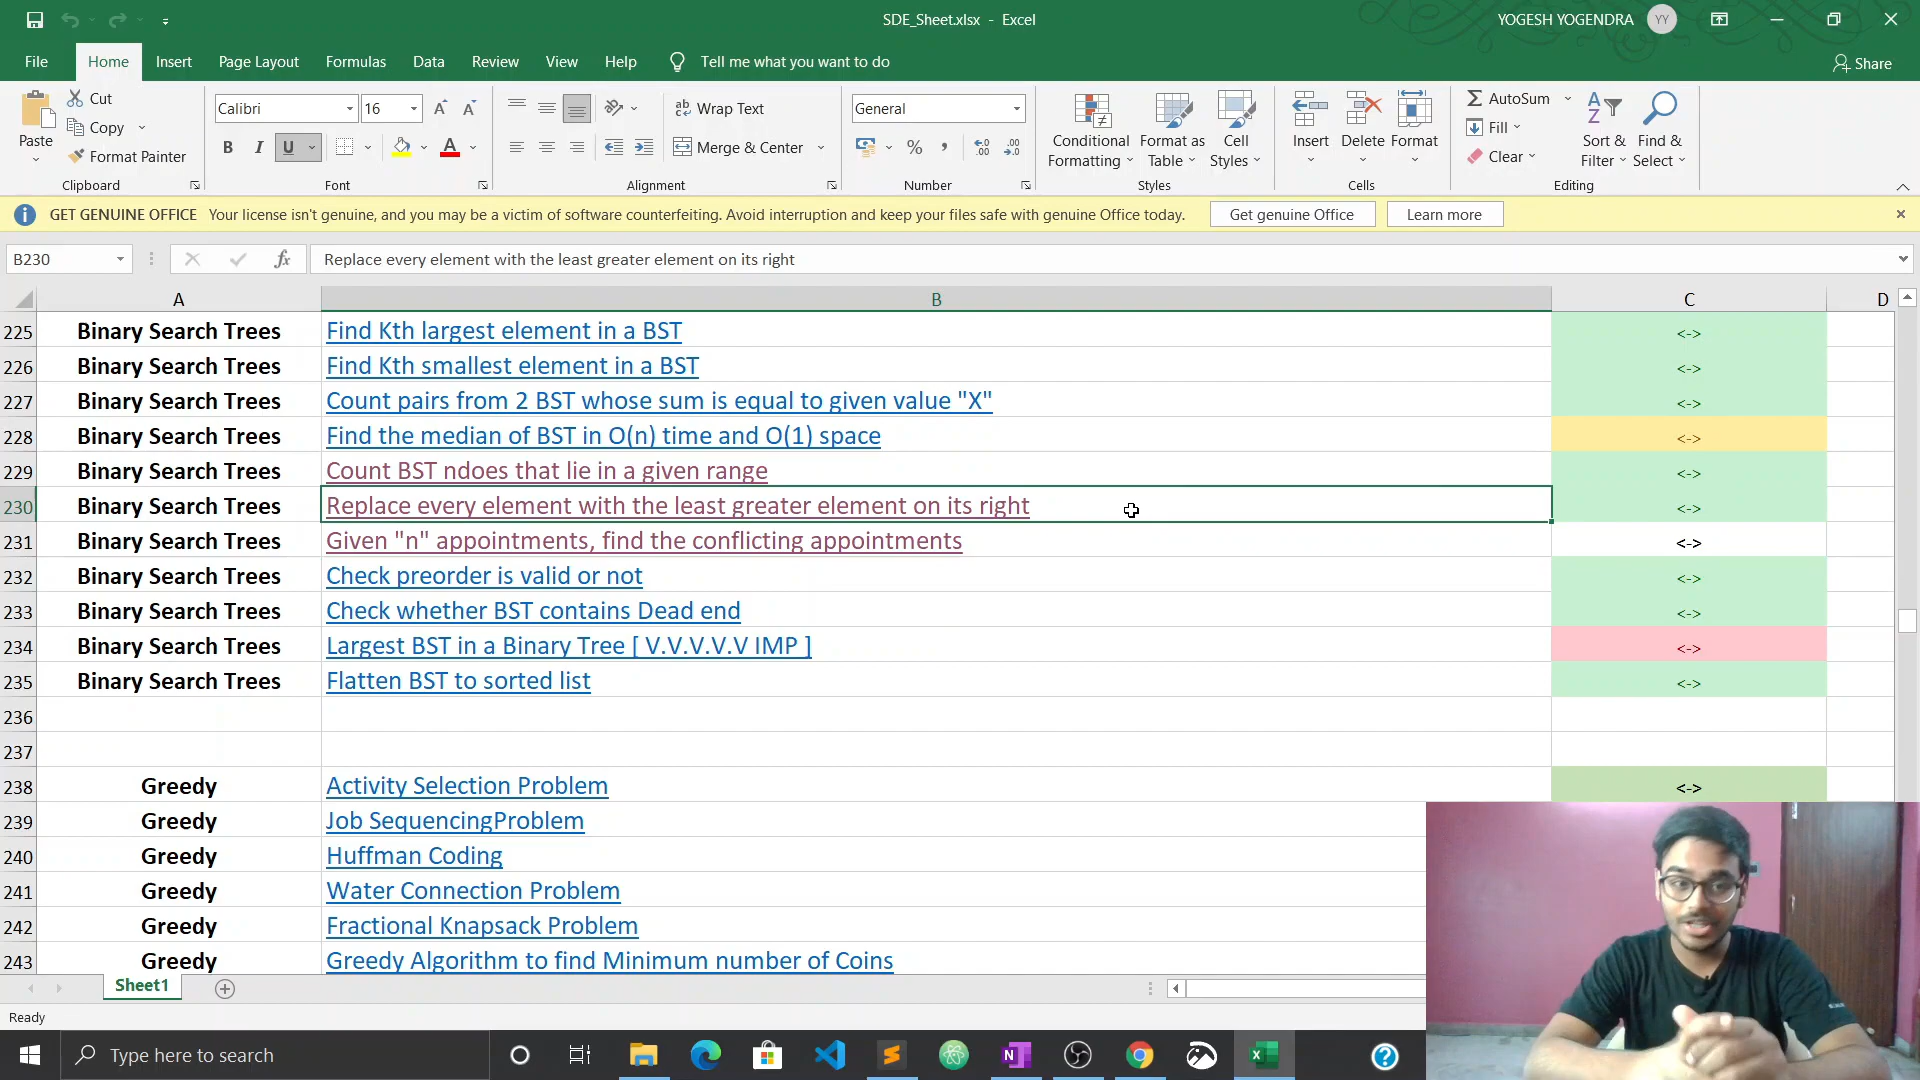 SDE_Sheet.xlsx - Excel
YOGESH YOGENDRA YY
File Home Insert Page Layout Formulas Data Review View Help Tell me what you want to do Share
Paste Cut
Copy
Format Painter
Clipboard
Calibri 16
B I U
Font
Wrap Text
Merge & Center
Alignment
General
Number
Conditional Formatting
Format as Table
Cell Styles
Styles
Insert Delete Format
Cells
AutoSum
Fill
Clear
Sort & Filter
Find & Select
Editing
GET GENUINE OFFICE Your license isn't genuine, and you may be a victim of software counterfeiting. Avoid interruption and keep your files safe with genuine Office today. Get genuine Office Learn more
B230 fx Replace every element with the least greater element on its right
A B C D
225 Binary Search Trees Find Kth largest element in a BST <->
226 Binary Search Trees Find Kth smallest element in a BST <->
227 Binary Search Trees Count pairs from 2 BST whose sum is equal to given value "X" <->
228 Binary Search Trees Find the median of BST in O(n) time and O(1) space <->
229 Binary Search Trees Count BST ndoes that lie in a given range <->
230 Binary Search Trees Replace every element with the least greater element on its right <->
231 Binary Search Trees Given "n" appointments, find the conflicting appointments <->
232 Binary Search Trees Check preorder is valid or not <->
233 Binary Search Trees Check whether BST contains Dead end <->
234 Binary Search Trees Largest BST in a Binary Tree [ V.V.V.V.V IMP ] <->
235 Binary Search Trees Flatten BST to sorted list <->
236
237
238 Greedy Activity Selection Problem <->
239 Greedy Job SequencingProblem
240 Greedy Huffman Coding
241 Greedy Water Connection Problem
242 Greedy Fractional Knapsack Problem
243 Greedy Greedy Algorithm to find Minimum number of Coins
Sheet1
Ready
Type here to search